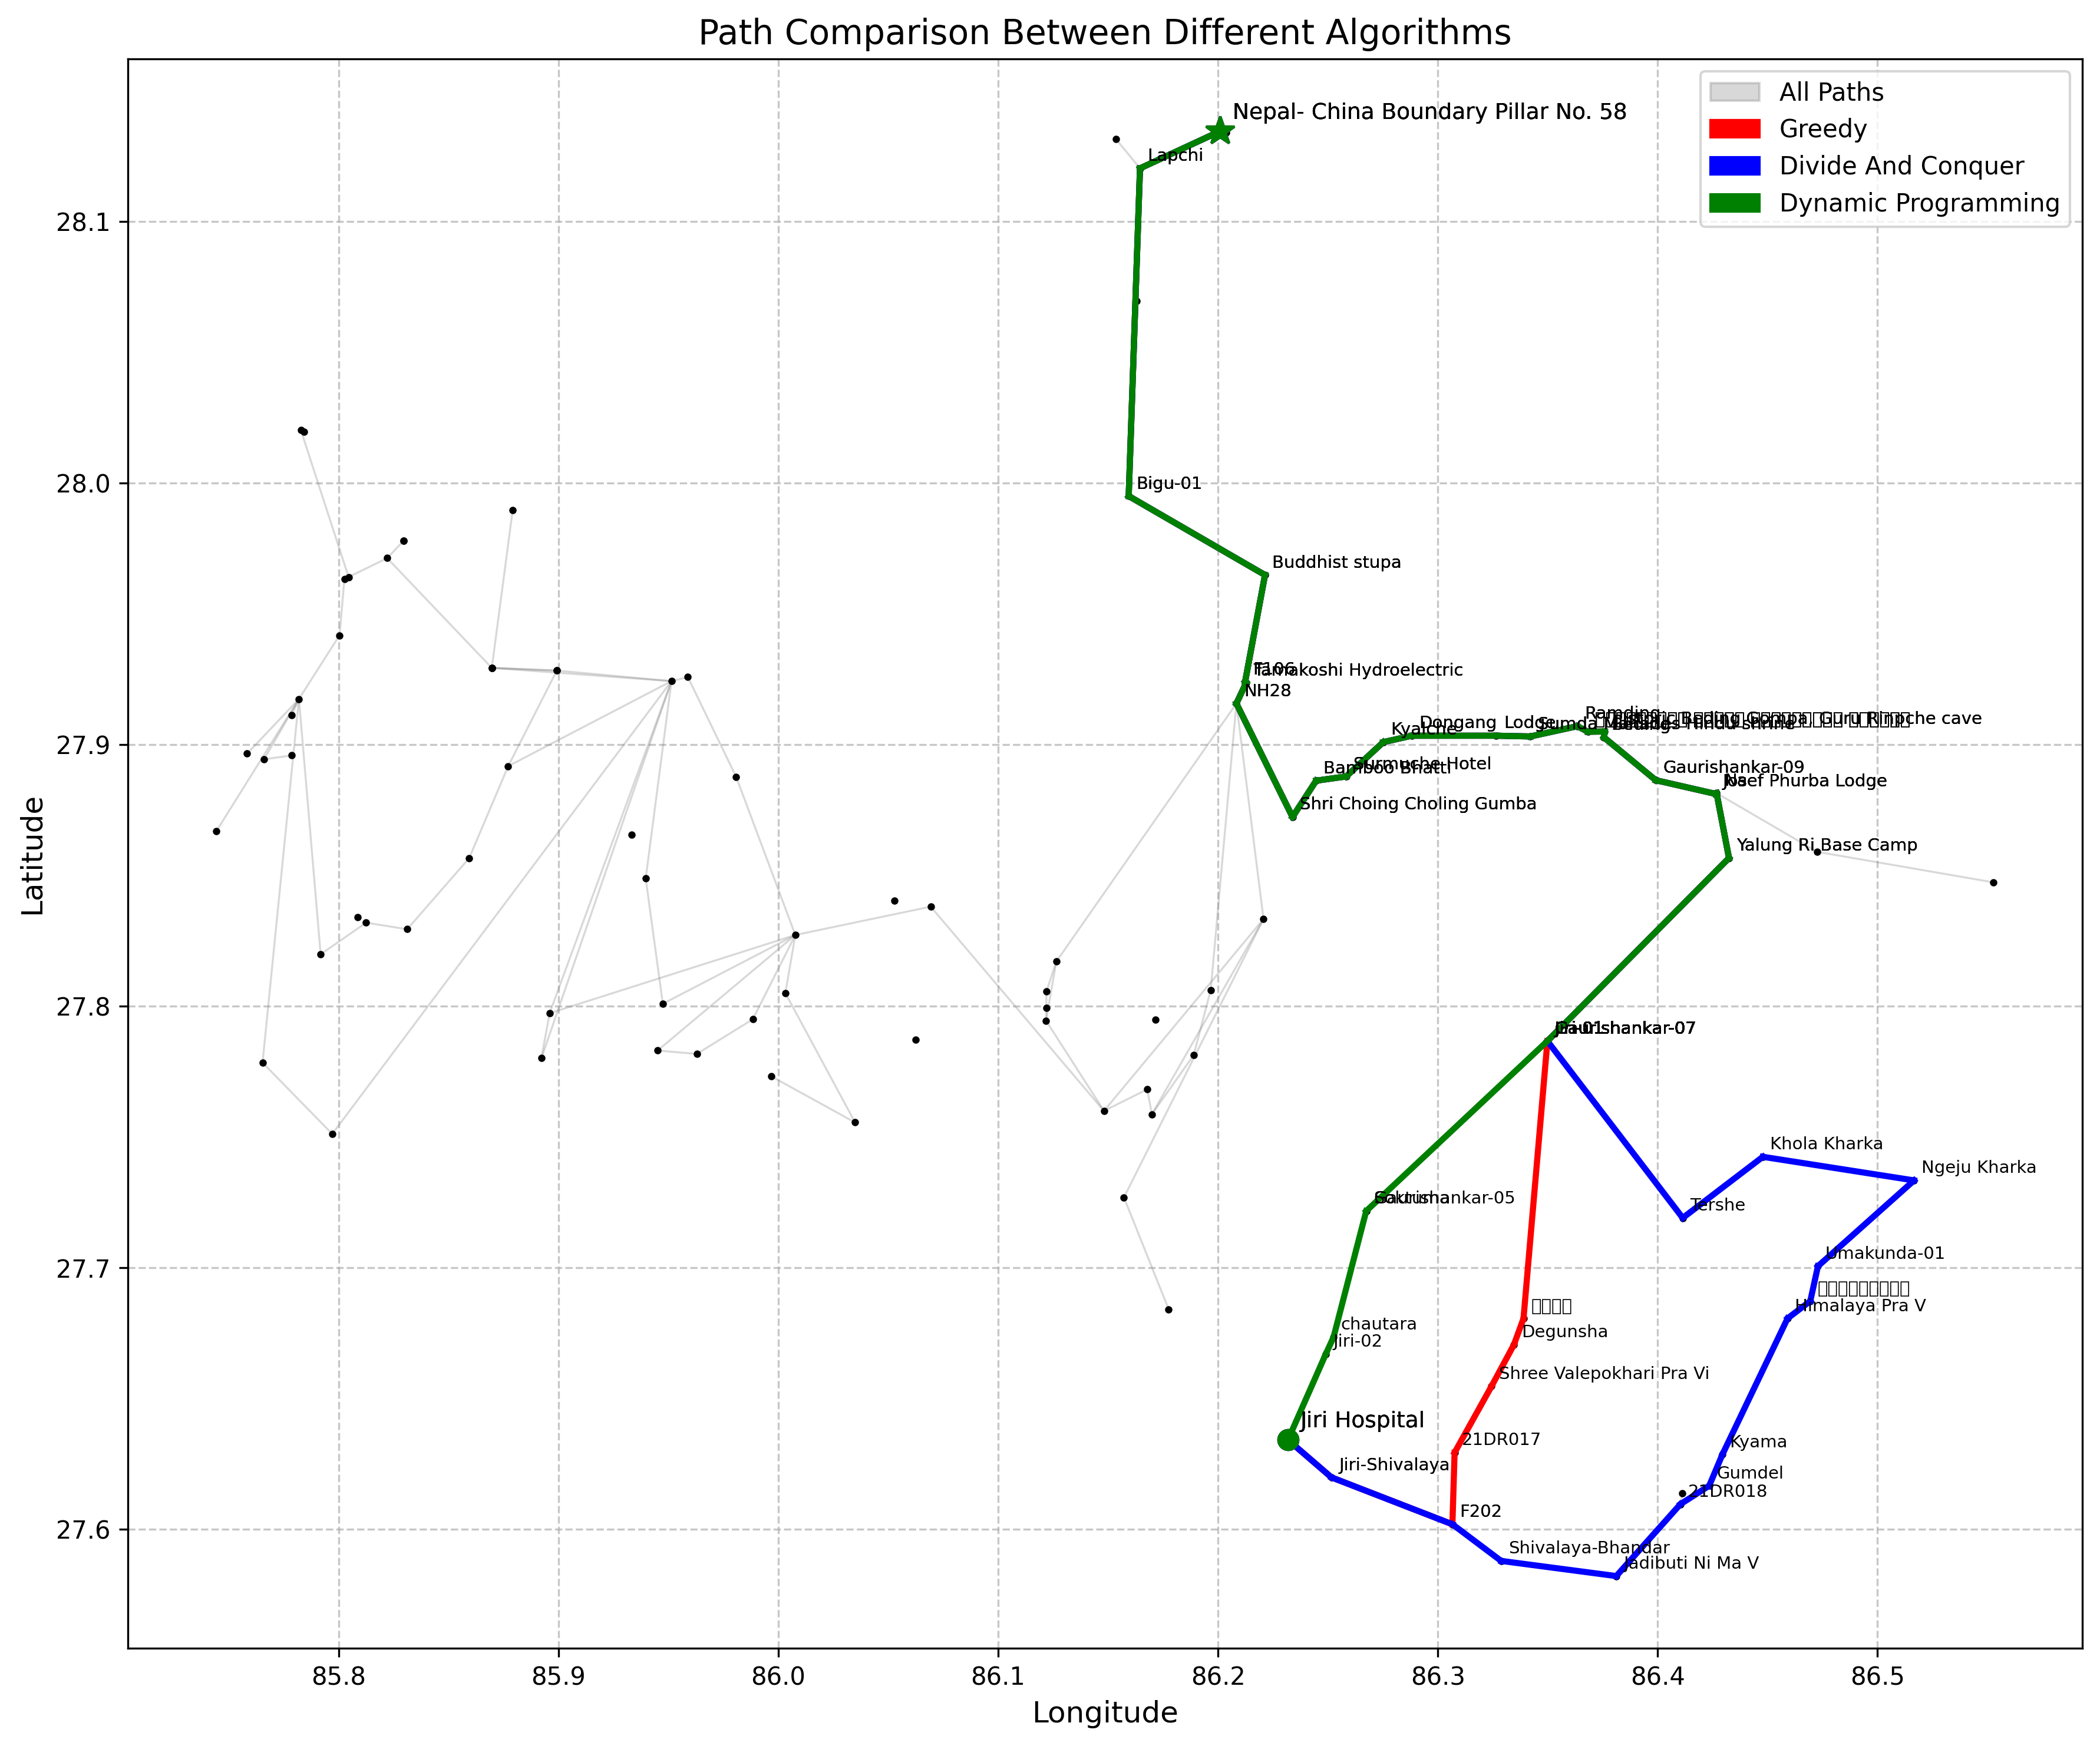 Path Comparison Between Different Algorithms
All Paths
Greedy
Divide And Conquer
Dynamic Programming
Nepal- China Boundary Pillar No. 58
Lapchi
28.1
Bigu-01
28.0
Buddhist stupa
Tamakoshi Hydroelectric
NH28
Ramding
Guru Rinpche cave
Kyalche
Dongang Lodge
27.9
Bamboo Bhatti
Surmuche Hotel
Gaurishankar-09
Josef Phurba Lodge
Shri Choing Choling Gumba
Yalung Ri Base Camp
Latitude
27.8
Gaurishankar-07
Khola Kharka
Ngeju Kharka
Tershe
Gaurishankar-05
27.7
Umakunda-01
Himalaya Pra V
chautara
Degunsha
Jiri-02
Shree Valepokhari Pra Vi
Jiri Hospital
21DR017
Kyama
Jiri-Shivalaya
Gumdel
21DR018
F202
27.6
Shivalaya-Bhandar
Jadibuti Ni Ma V
85.8
85.9
86.0
86.1
86.2
86.3
86.4
86.5
Longitude